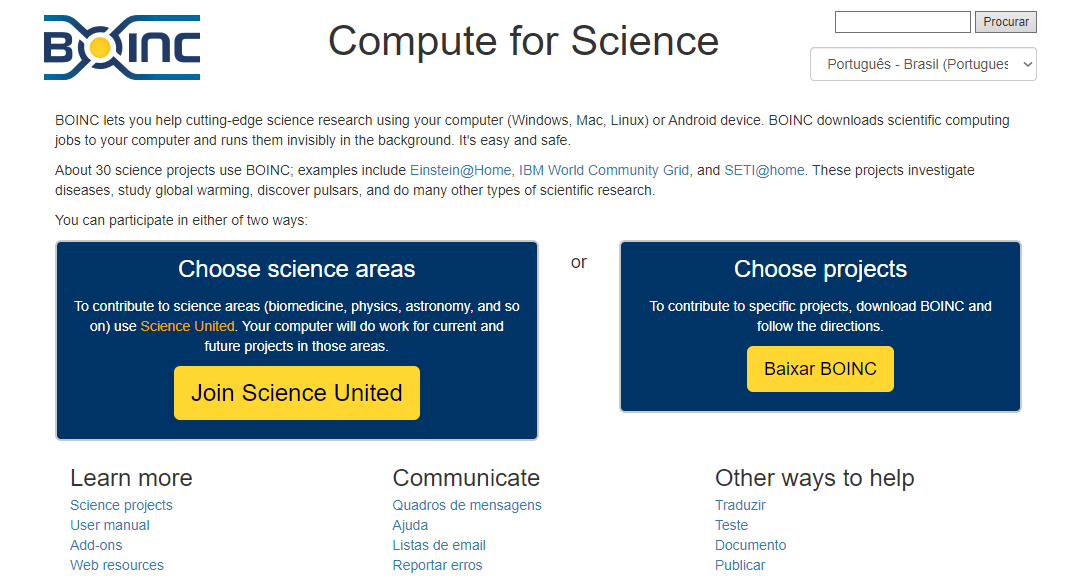 BOINC
Compute for Science
Procurar
Português - Brasil (Portugues
BOINC lets you help cutting-edge science research using your computer (Windows, Mac, Linux) or Android device. BOINC downloads scientific computing
jobs to your computer and runs them invisibly in the background. It's easy and safe.
About 30 science projects use BOINC; examples include Einstein@Home, IBM World Community Grid, and SETI@home. These projects investigate
diseases, study global warming, discover pulsars, and do many other types of scientific research.
You can participate in either of two ways:
Choose science areas
To contribute to science areas (biomedicine, physics, astronomy, and so
on) use Science United. Your computer will do work for current and
future projects in those areas.
Join Science United
or
Choose projects
To contribute to specific projects, download BOINC and
follow the directions.
Baixar BOINC
Learn more
Science projects
User manual
Add-ons
Web resources
Communicate
Quadros de mensagens
Ajuda
Listas de email
Reportar erros
Other ways to help
Traduzir
Teste
Documento
Publicar